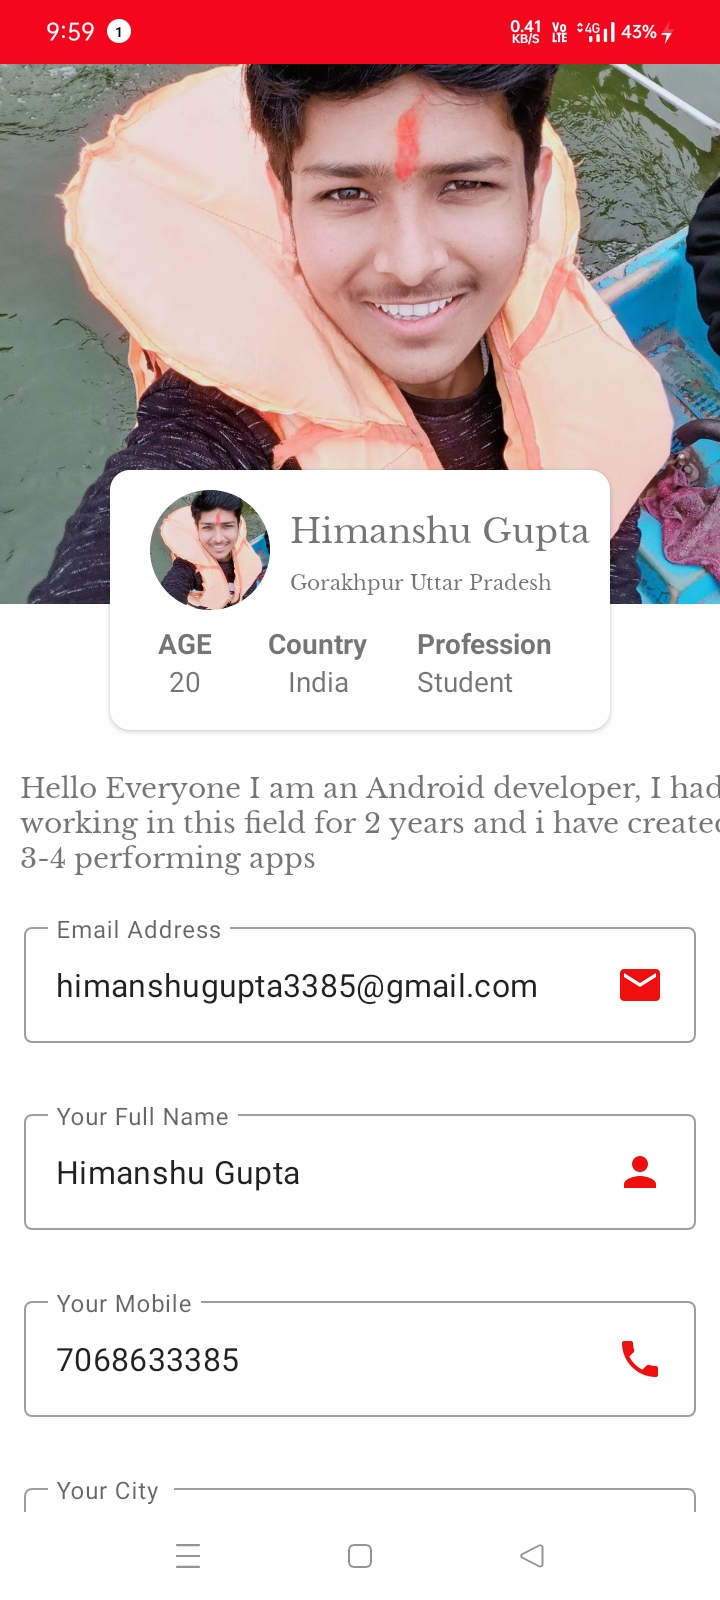 9:59 1 0.41 KB/S Vo LTE 4G 43%
Himanshu Gupta
Gorakhpur Uttar Pradesh
AGE Country Profession
20 India Student
Hello Everyone I am an Android developer, I had
working in this field for 2 years and i have created
3-4 performing apps
Email Address
himanshugupta3385@gmail.com
Your Full Name
Himanshu Gupta
Your Mobile
7068633385
Your City